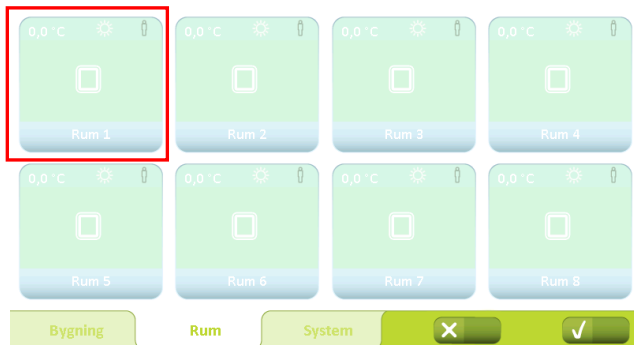 0,0 °C 0,0 °C 0,0 °C 0,0 °C
Rum 1 Rum 2 Rum 3 Rum 4
0,0 °C 0,0 °C 0,0 °C 0,0 °C
Rum 5 Rum 6 Rum 7 Rum 8
Bygning Rum System